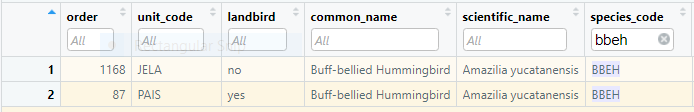 order unit_code landbird common_name scientific_name species_code
All All All All All bbeh
1 1168 JELA no Buff-bellied Hummingbird Amazilia yucatanensis BBEH
2 87 PAIS yes Buff-bellied Hummingbird Amazilia yucatanensis BBEH